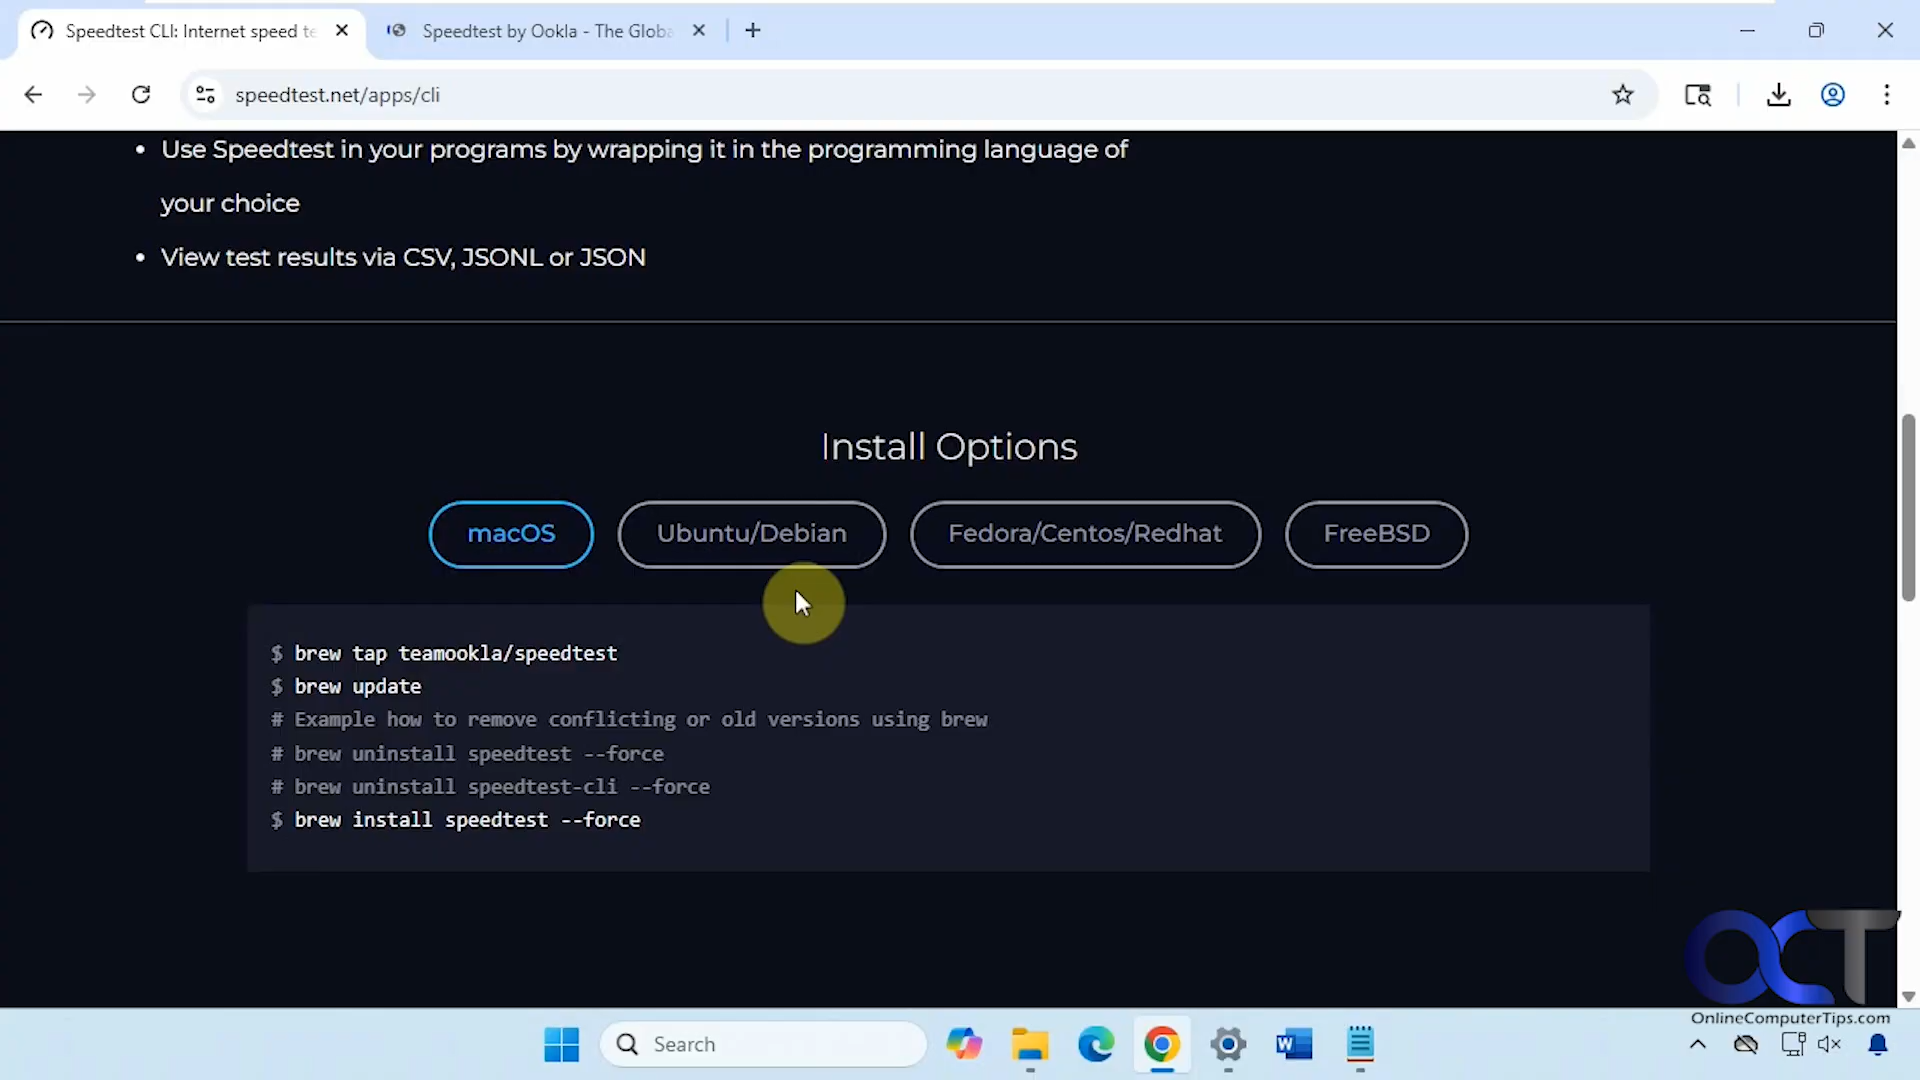 Speedtest CLI: Internet speed te
Speedtest by Ookla - The Globa
speedtest.net/apps/cli
• Use Speedtest in your programs by wrapping it in the programming language of
your choice
• View test results via CSV, JSONL or JSON
Install Options
macOS
Ubuntu/Debian
Fedora/Centos/Redhat
FreeBSD
$ brew tap teamookla/speedtest
$ brew update
# Example how to remove conflicting or old versions using brew
# brew uninstall speedtest --force
# brew uninstall speedtest-cli --force
$ brew install speedtest --force
OCT
OnlineComputerTips.com
Search
W